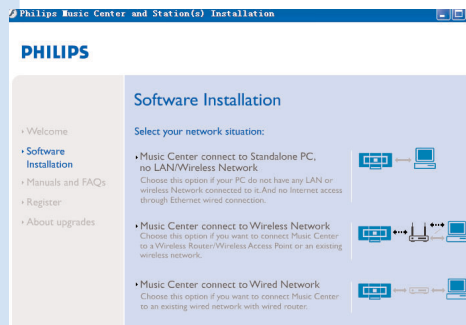 Philips Music Center and Station(s) Installation
PHILIPS
Software Installation
Welcome
Software
Installation
Manuals and FAQs
Register
About upgrades
Select your network situation:
Music Center connect to Standalone PC,
no LAN/Wireless Network
Choose this option if your PC do not have any LAN or
wireless Network connected to it.And no Internet access
through Ethernet wired connection.
Music Center connect to Wireless Network
Choose this option if you want to connect Music Center
to a Wireless Router/Wireless Access Point or an existing
wireless network.
Music Center connect to Wired Network
Choose this option if you want to connect Music Center
to an existing wired network with wired router.